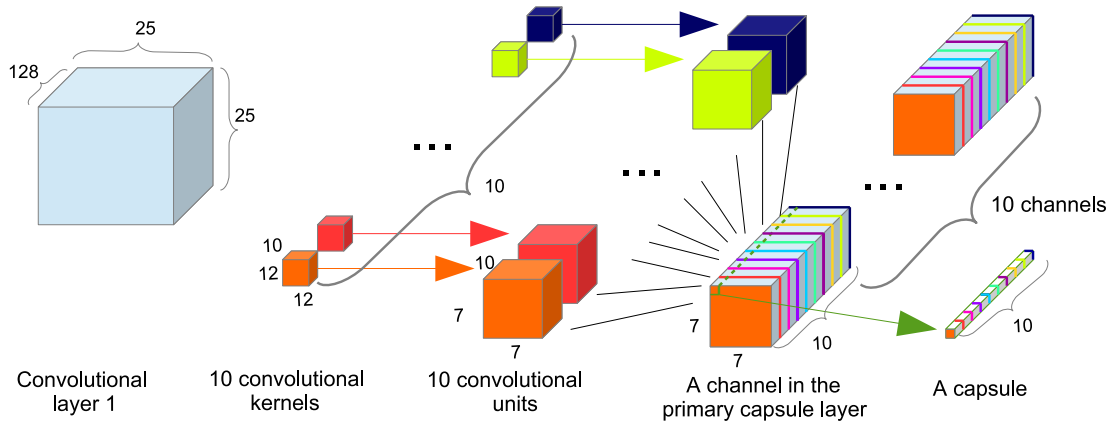 25
128
25
10
10
12
12
10
7
7
7
7
10
10 channels
10
Convolutional
layer 1
10 convolutional
kernels
10 convolutional
units
A channel in the
primary capsule layer
A capsule